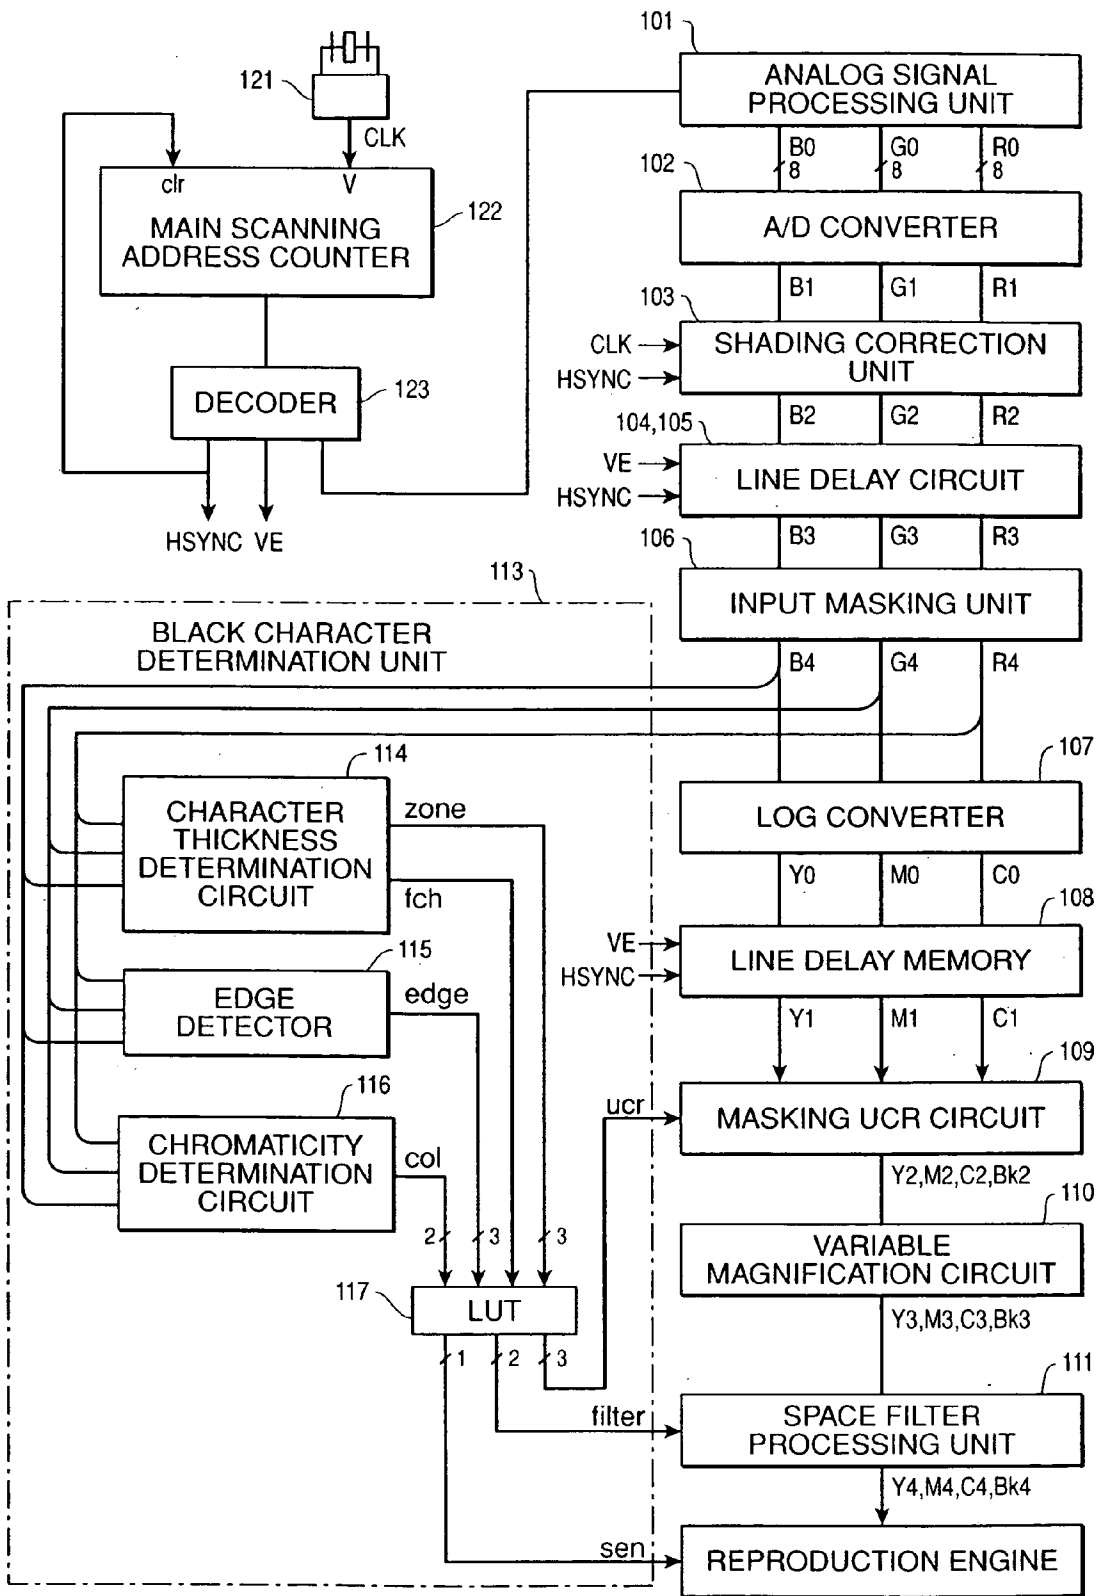 101
ANALOG SIGNAL
PROCESSING UNIT
121
CLK
B0 G0 R0
8 8 8
clr V
102
122
MAIN SCANNING
ADDRESS COUNTER
A/D CONVERTER
B1 G1 R1
103
CLK
HSYNC
SHADING CORRECTION
UNIT
DECODER
123
B2 G2 R2
104,105
VE
HSYNC
LINE DELAY CIRCUIT
HSYNC VE
B3 G3 R3
106
113
INPUT MASKING UNIT
BLACK CHARACTER
DETERMINATION UNIT
B4 G4 R4
114
107
CHARACTER
THICKNESS
DETERMINATION
CIRCUIT
zone
fch
LOG CONVERTER
Y0 M0 C0
108
115
VE
HSYNC
LINE DELAY MEMORY
EDGE
DETECTOR
edge
Y1 M1 C1
109
116
ucr
MASKING UCR CIRCUIT
CHROMATICITY
DETERMINATION
CIRCUIT
col
Y2,M2,C2,Bk2
110
2 3 3
VARIABLE
MAGNIFICATION CIRCUIT
117
LUT
Y3,M3,C3,Bk3
1 2 3
111
filter
SPACE FILTER
PROCESSING UNIT
Y4,M4,C4,Bk4
sen
REPRODUCTION ENGINE